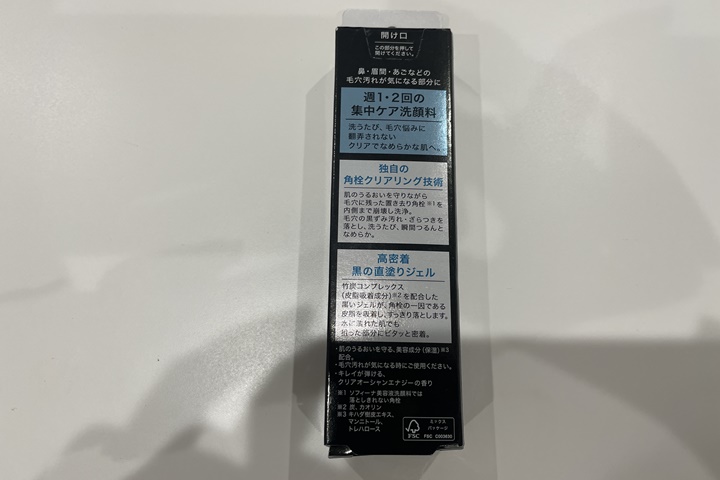 開け口
この部分を押して
開けてください。
鼻・眉間・あごなどの
毛穴汚れが気になる部分に
週1・2回の
集中ケア洗顔料
洗うたび、毛穴悩みに
翻弄されない
クリアでなめらかな肌へ。
独自の
角栓クリアリング技術
肌のうるおいを守りながら
毛穴に残った置き去り角栓※1を
内側まで崩壊し洗浄。
毛穴の黒ずみ汚れ・ざらつきを
落とし、洗うたび、瞬間つるんと
なめらか。
高密着
黒の直塗りジェル
竹炭コンプレックス
(皮脂吸着成分)※2を配合した
黒いジェルが、角栓の一因である
皮脂を吸着し、すっきり落とします。
水に濡れた肌でも
狙った部分にピタッと密着。
・肌のうるおいを守る、美容成分(保湿)※3
配合。
・毛穴汚れが気になる時にご使用ください。
・キレイが弾ける、
クリアオーシャンエナジーの香り
※1 ソフィーナ美容液洗顔料では
落としきれない角栓
※2 炭、カオリン
※3 キハダ樹皮エキス、
マンニトール、
トレハロース
ミックス
パッケージ
FSC
FSC C003650